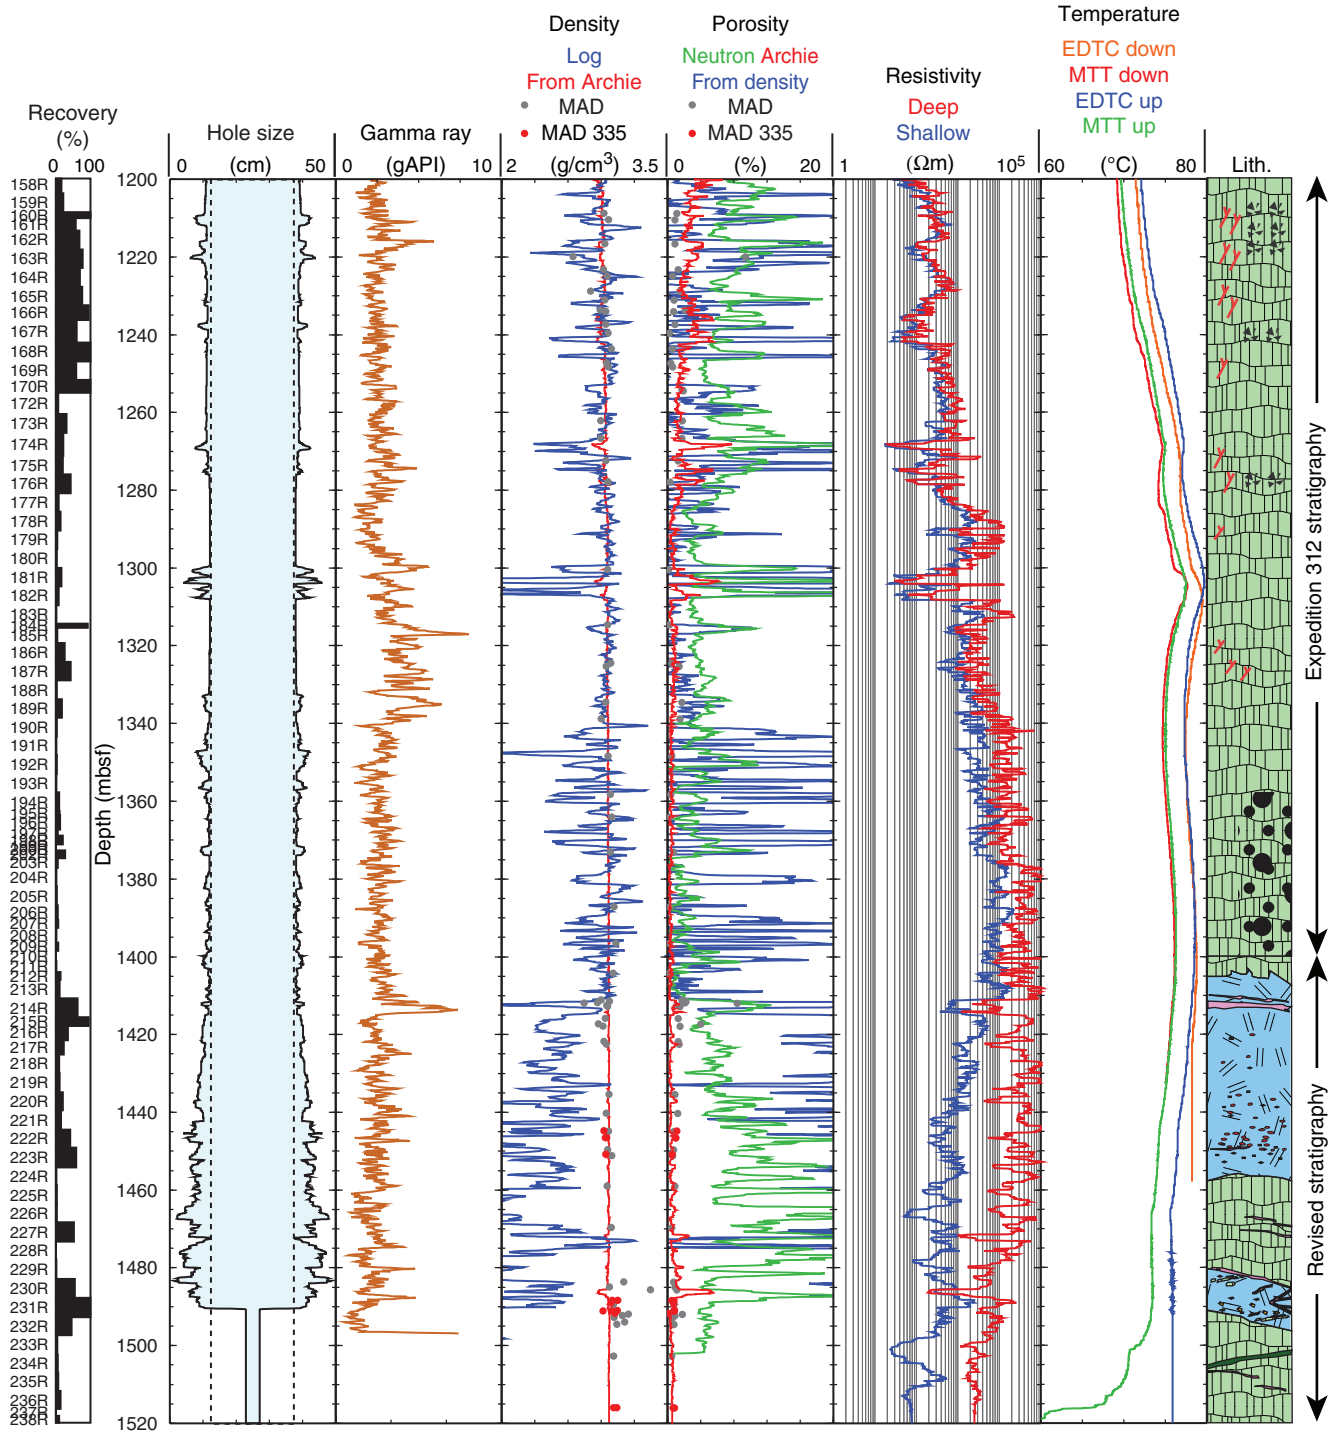 Recovery
(%)
0 100
Hole size
0 (cm) 50
Gamma ray
0 (gAPI) 10
Density
Log
From Archie
MAD
MAD 335
2 (g/cm³) 3.5
Porosity
Neutron Archie
From density
MAD
MAD 335
0 (%) 20
Resistivity
Deep
Shallow
1 (Ωm) 10⁵
Temperature
EDTC down
MTT down
EDTC up
MTT up
60 (°C) 80
Lith.
158R
159R
160R
161R
162R
163R
164R
165R
166R
167R
168R
169R
170R
172R
173R
174R
175R
176R
177R
178R
179R
180R
181R
182R
183R
185R
186R
187R
188R
189R
190R
191R
192R
193R
194R
203R
204R
205R
206R
207R
213R
214R
217R
218R
219R
220R
221R
222R
223R
224R
225R
226R
227R
228R
229R
230R
231R
232R
233R
234R
235R
236R
238R
Depth (mbsf)
1200
1220
1240
1260
1280
1300
1320
1340
1360
1380
1400
1420
1440
1460
1480
1500
1520
Expedition 312 stratigraphy
Revised stratigraphy